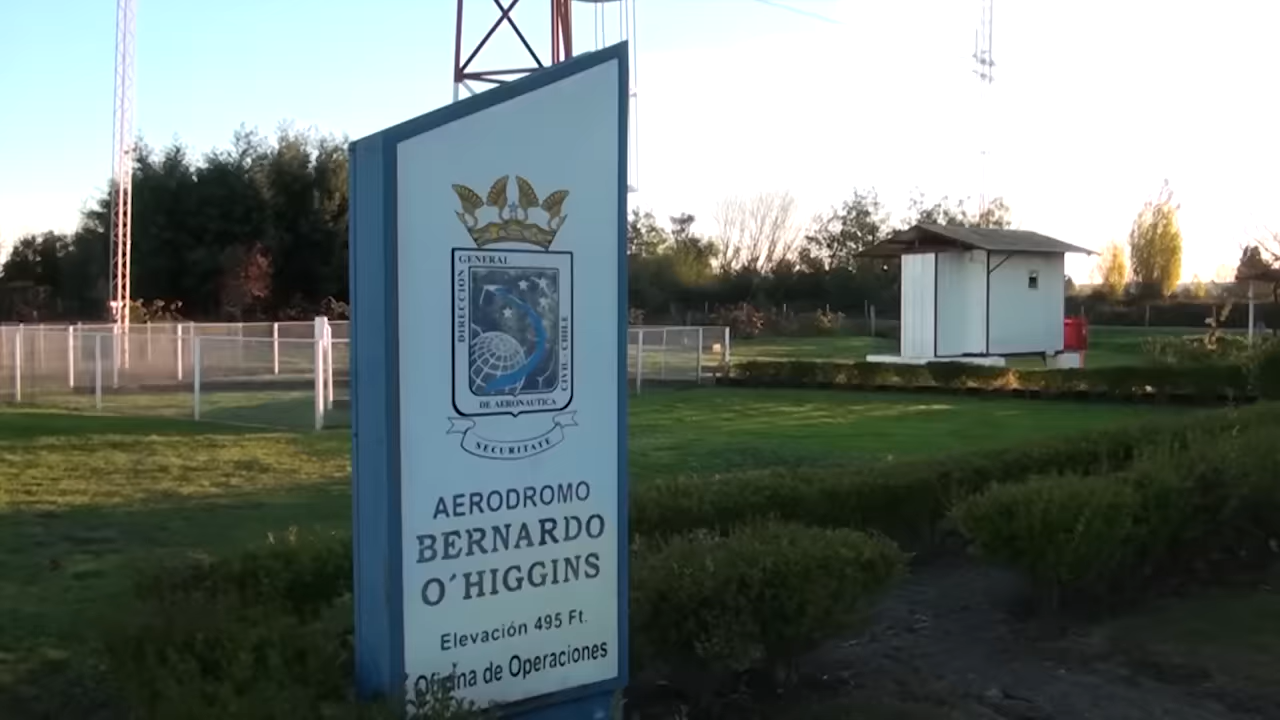 DIRECCION GENERAL
DE AERONAUTICA
CIVIL - CHILE
SECURITATE
AERODROMO
BERNARDO
O´HIGGINS
Elevación 495 Ft.
Oficina de Operaciones